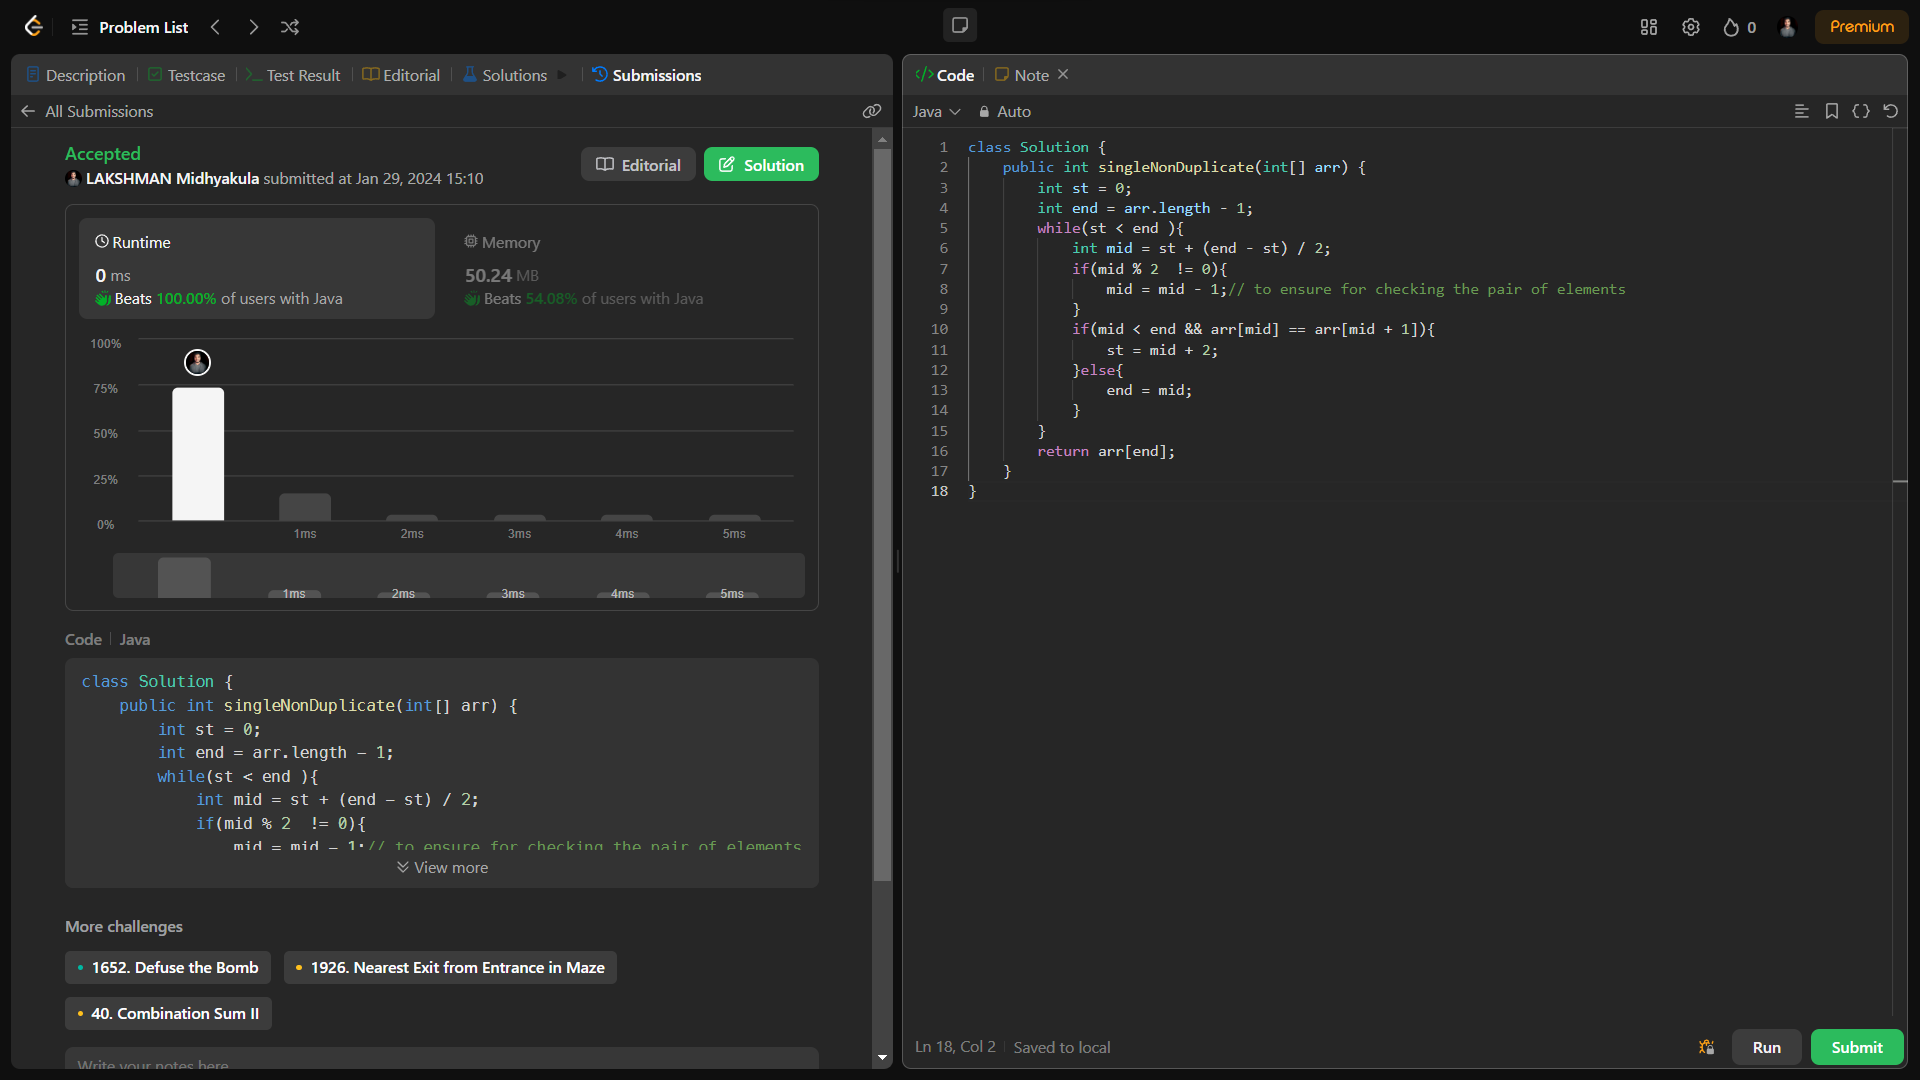 Problem List
0
Premium
Description
Testcase
Test Result
Editorial
Solutions
Submissions
All Submissions
Accepted
LAKSHMAN Midhyakula submitted at Jan 29, 2024 15:10
Editorial
Solution
Runtime
0 ms
Beats 100.00% of users with Java
Memory
50.24 MB
Beats 54.08% of users with Java
100%
75%
50%
25%
0%
1ms 2ms 3ms 4ms 5ms
1ms 2ms 3ms 4ms 5ms
Code | Java
class Solution {
    public int singleNonDuplicate(int[] arr) {
        int st = 0;
        int end = arr.length - 1;
        while(st < end ){
            int mid = st + (end - st) / 2;
            if(mid % 2  != 0){
                mid = mid - 1;// to ensure for checking the pair of elements
View more
More challenges
1652. Defuse the Bomb
1926. Nearest Exit from Entrance in Maze
40. Combination Sum II
Write your notes here
Code
Note
Java
Auto
1 class Solution {
2     public int singleNonDuplicate(int[] arr) {
3         int st = 0;
4         int end = arr.length - 1;
5         while(st < end ){
6             int mid = st + (end - st) / 2;
7             if(mid % 2  != 0){
8                 mid = mid - 1;// to ensure for checking the pair of elements
9             }
10             if(mid < end && arr[mid] == arr[mid + 1]){
11                 st = mid + 2;
12             }else{
13                 end = mid;
14             }
15         }
16         return arr[end];
17     }
18 }
Ln 18, Col 2
Saved to local
Run
Submit